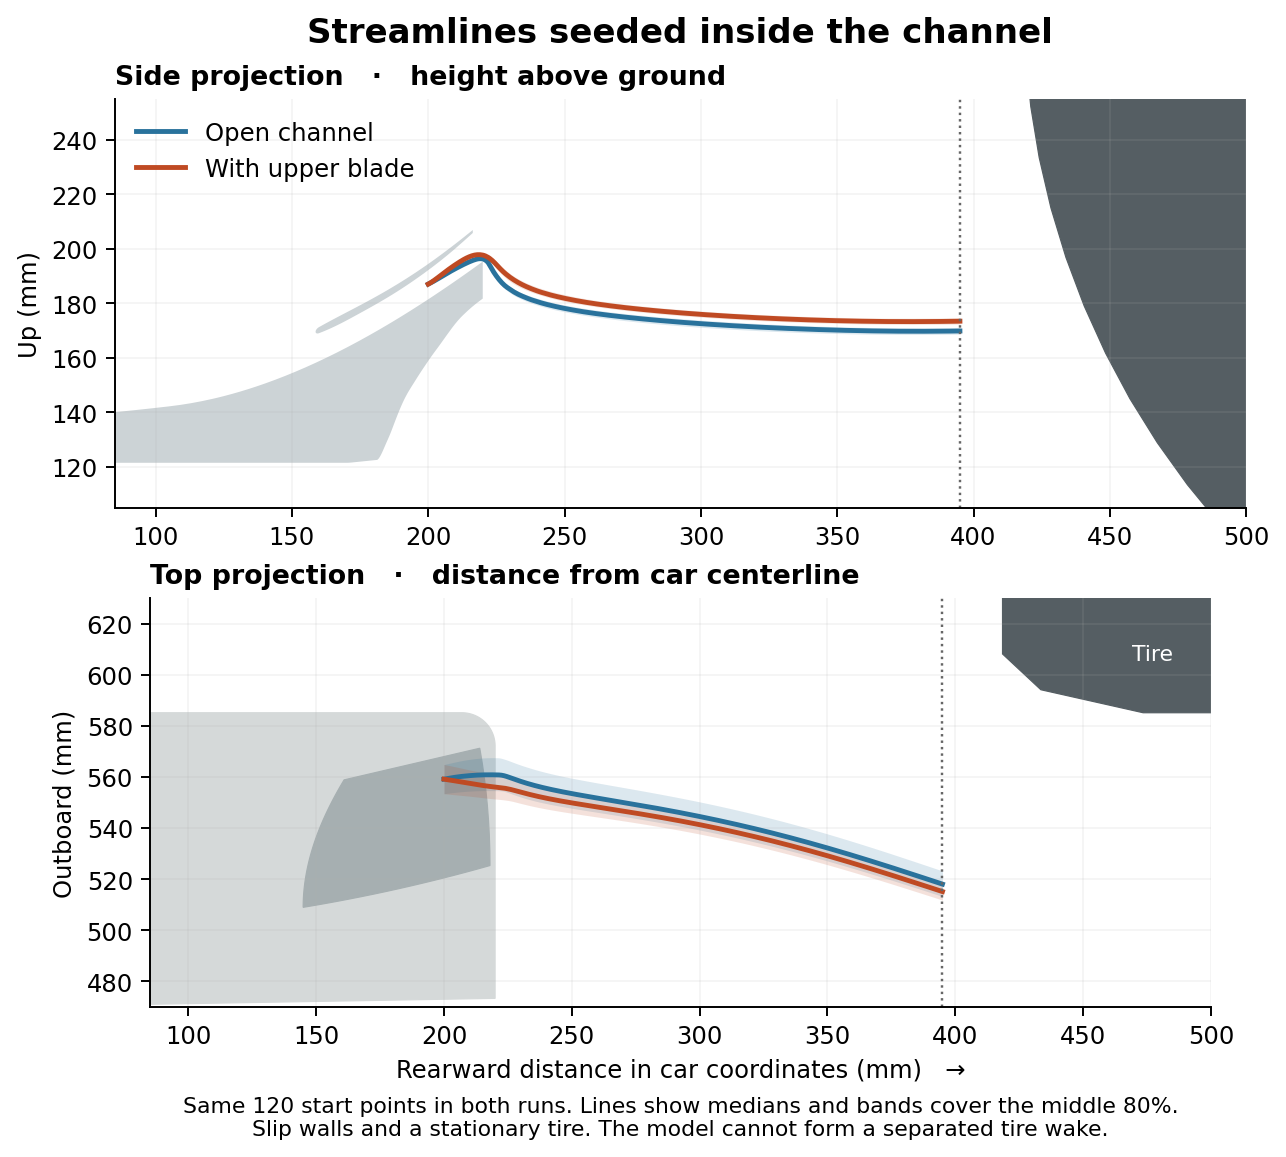 Streamlines seeded inside the channel
Side projection · height above ground
Open channel
With upper blade
Up (mm)
240
220
200
180
160
140
120
100 150 200 250 300 350 400 450 500
Top projection · distance from car centerline
Tire
Outboard (mm)
620
600
580
560
540
520
500
480
100 150 200 250 300 350 400 450 500
Rearward distance in car coordinates (mm) →
Same 120 start points in both runs. Lines show medians and bands cover the middle 80%.
Slip walls and a stationary tire. The model cannot form a separated tire wake.